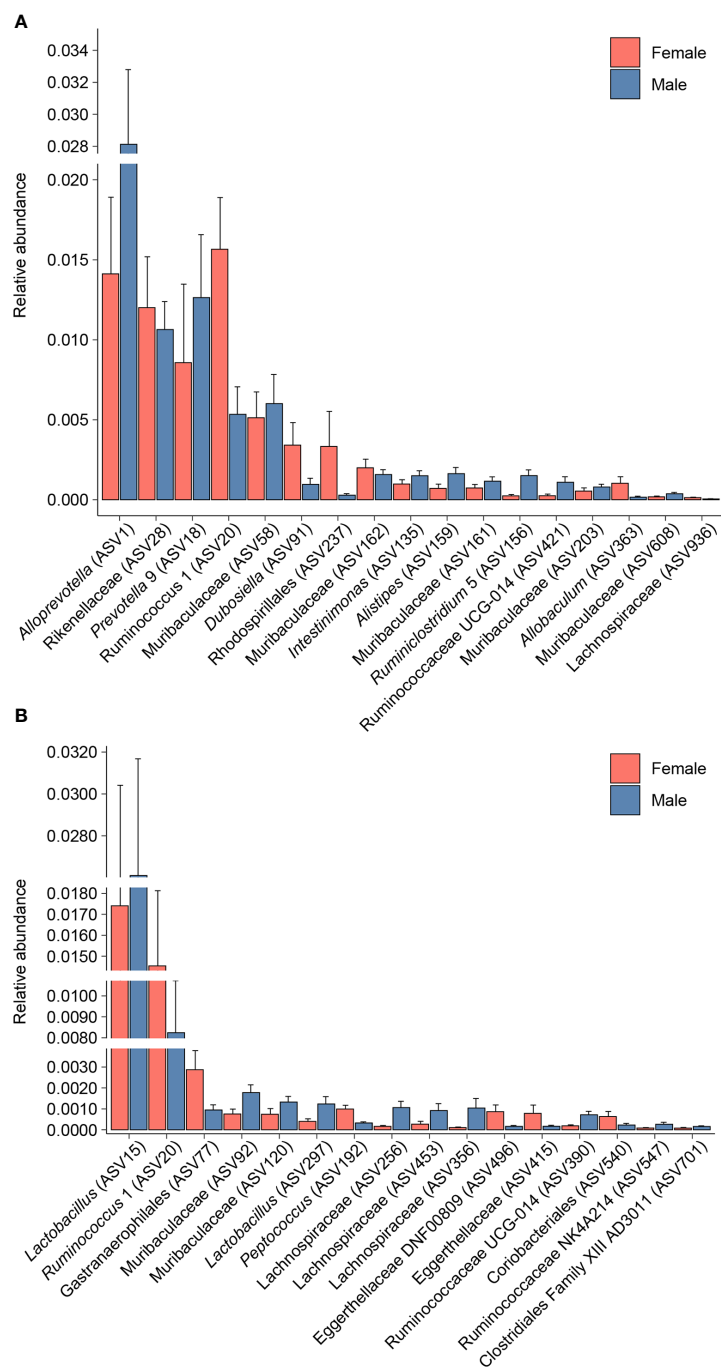 A
0.034
0.032
0.030
0.028
0.020
0.015
0.010
0.005
0.000
Relative abundance
Female
Male
Alloprevotella (ASV1)
Rikenellaceae (ASV28)
Prevotella 9 (ASV18)
Ruminococcus 1 (ASV20)
Muribaculaceae (ASV58)
Dubosiella (ASV91)
Rhodospirillales (ASV237)
Muribaculaceae (ASV162)
Intestinimonas (ASV135)
Alistipes (ASV159)
Muribaculaceae (ASV161)
Ruminiclostridium 5 (ASV156)
Ruminococcaceae UCG-014 (ASV421)
Muribaculaceae (ASV203)
Allobaculum (ASV363)
Muribaculaceae (ASV608)
Lachnospiraceae (ASV936)
B
0.0320
0.0300
0.0280
0.0180
0.0170
0.0150
0.0100
0.0090
0.0080
0.0030
0.0020
0.0010
0.0000
Relative abundance
Female
Male
Lactobacillus (ASV15)
Ruminococcus 1 (ASV20)
Gastranaerophilales (ASV77)
Muribaculaceae (ASV92)
Muribaculaceae (ASV120)
Lactobacillus (ASV297)
Peptococcus (ASV192)
Lachnospiraceae (ASV256)
Lachnospiraceae (ASV453)
Lachnospiraceae (ASV356)
Eggerthellaceae DNF00809 (ASV496)
Eggerthellaceae (ASV415)
Ruminococcaceae UCG-014 (ASV390)
Coriobacteriales (ASV540)
Ruminococcaceae NK4A214 (ASV547)
Clostridiales Family XIII AD3011 (ASV701)